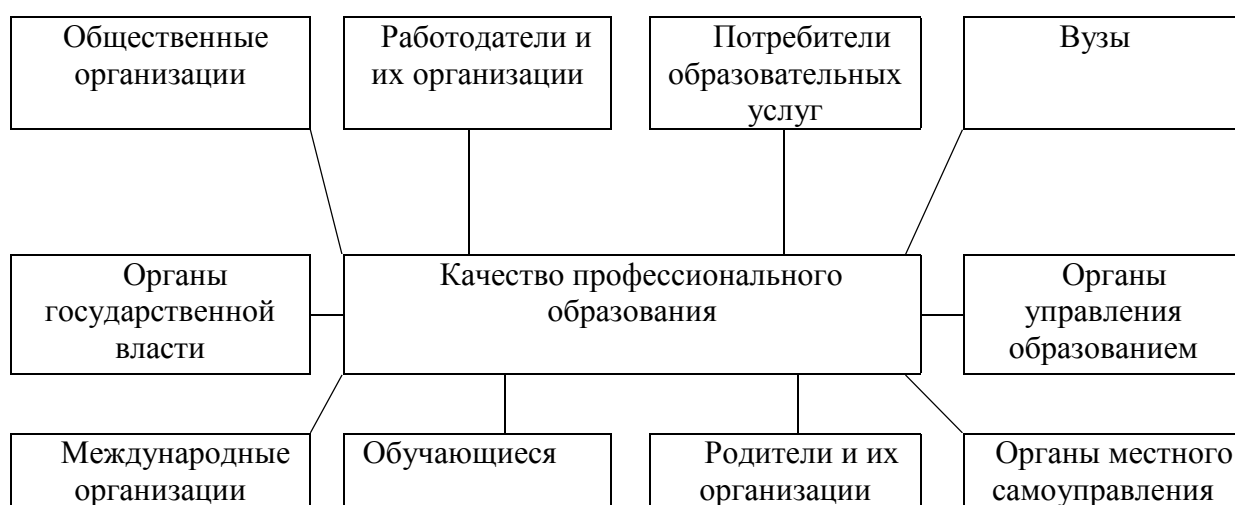 Общественные
организации
Работодатели и
их организации
Потребители
образовательных
услуг
Вузы
Органы
государственной
власти
Качество профессионального
образования
Органы
управления
образованием
Международные
организации
Обучающиеся
Родители и их
организации
Органы местного
самоуправления